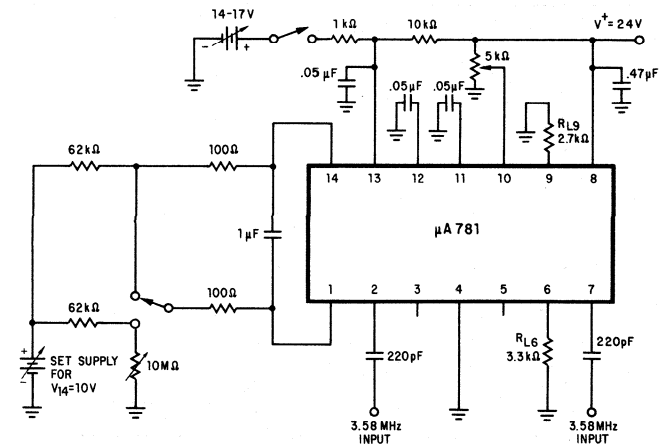 14-17V
V+ = 24V
- +
1kΩ
10kΩ
5kΩ
.05μF
.05μF
.05μF
.47μF
RL9
2.7kΩ
62kΩ
100Ω
14 13 12 11 10 9 8
μA781
1μF
1 2 3 4 5 6 7
62kΩ
100Ω
+
-
SET SUPPLY
FOR
V14=10V
10MΩ
220pF
RL6
3.3kΩ
220pF
3.58 MHz
INPUT
3.58MHz
INPUT